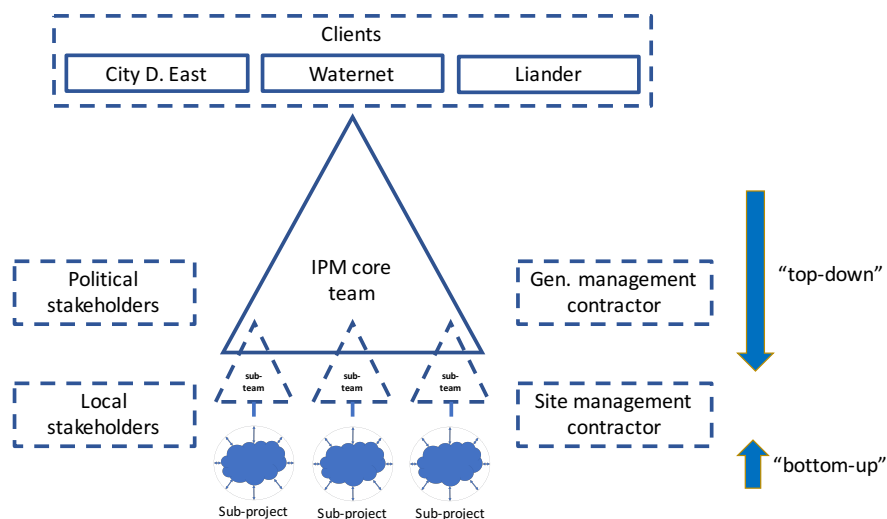 Clients
City D. East
Waternet
Liander
IPM core
team
Political
stakeholders
Gen. management
contractor
“top-down”
sub-
team
sub-
team
sub-
team
Local
stakeholders
Site management
contractor
“bottom-up”
Sub-project
Sub-project
Sub-project